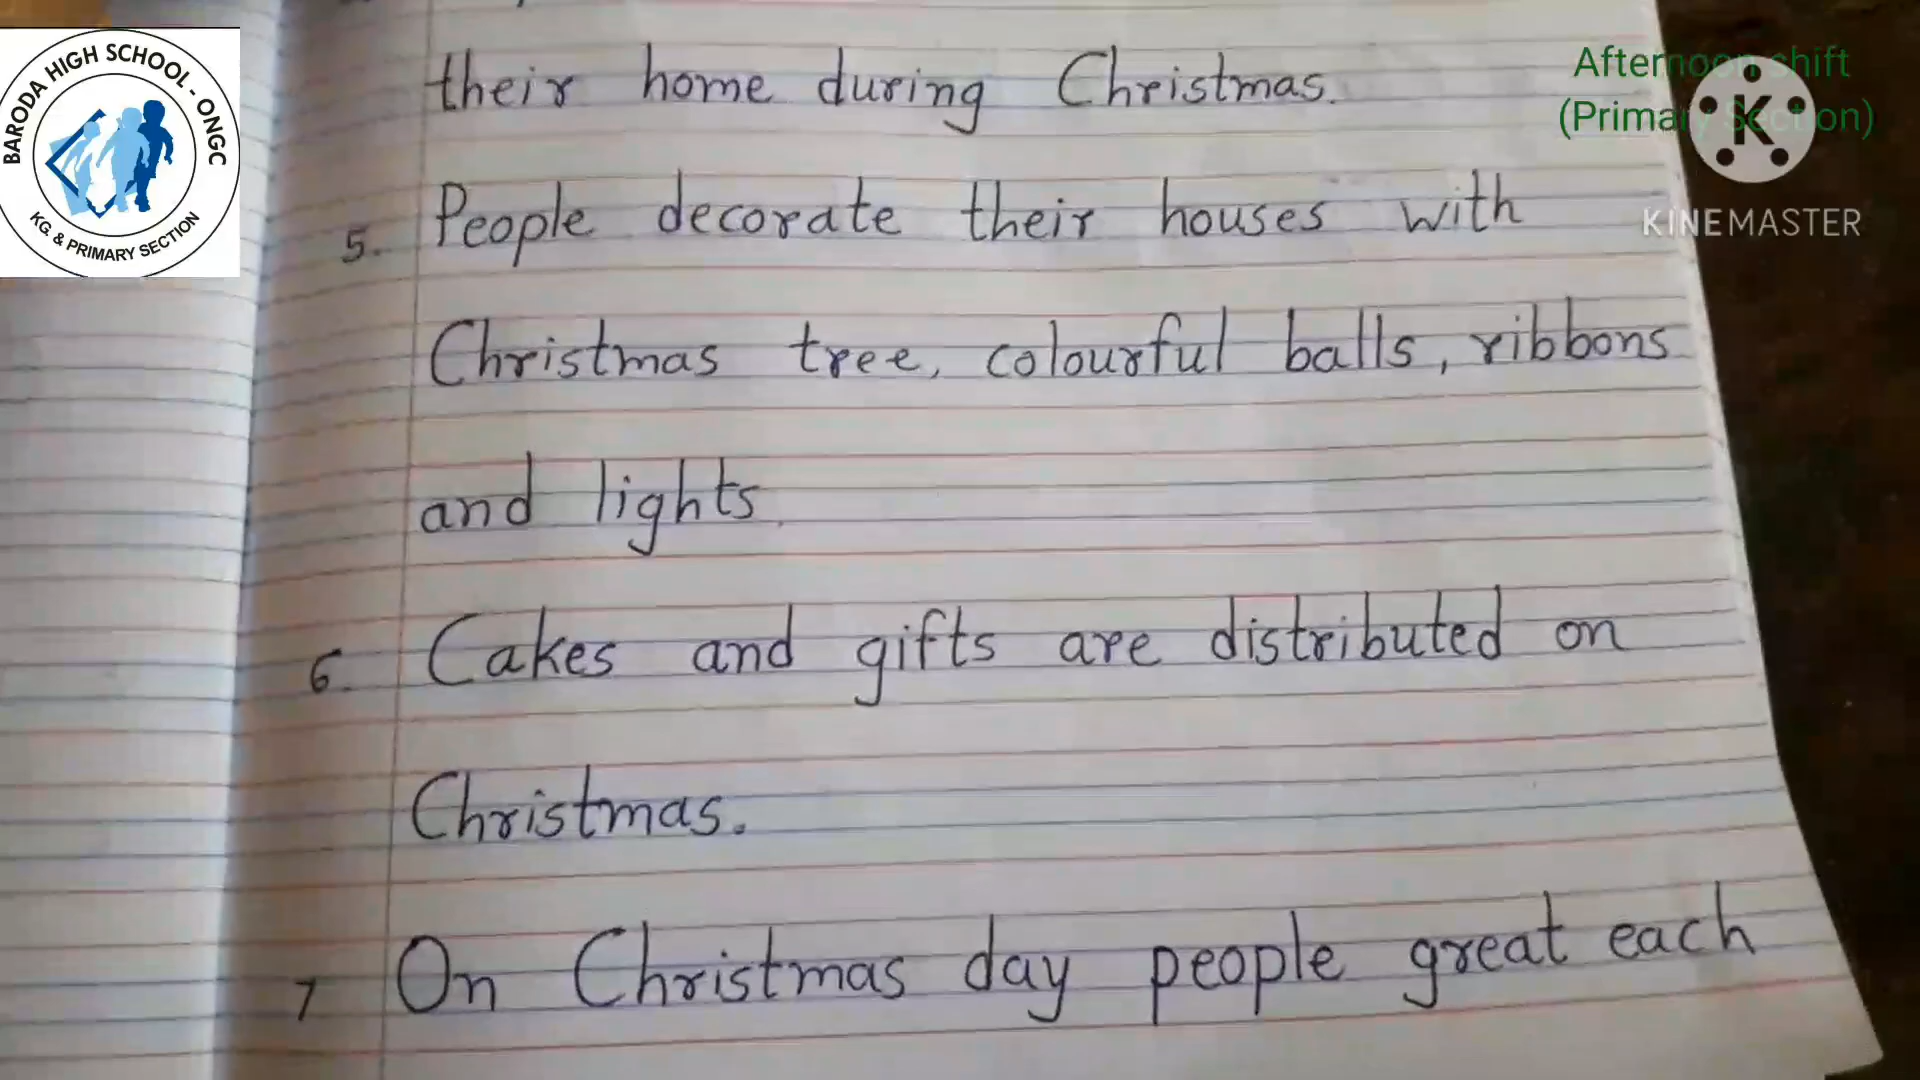 BARODA HIGH SCHOOL - ONGC
KG. & PRIMARY SECTION
Afternoon shift
(Primary Section)
K
KINEMASTER
their home during Christmas.
5. People decorate their houses with
Christmas tree, colourful balls, ribbons
and lights.
6. Cakes and gifts are distributed on
Christmas.
7 On Christmas day people great each